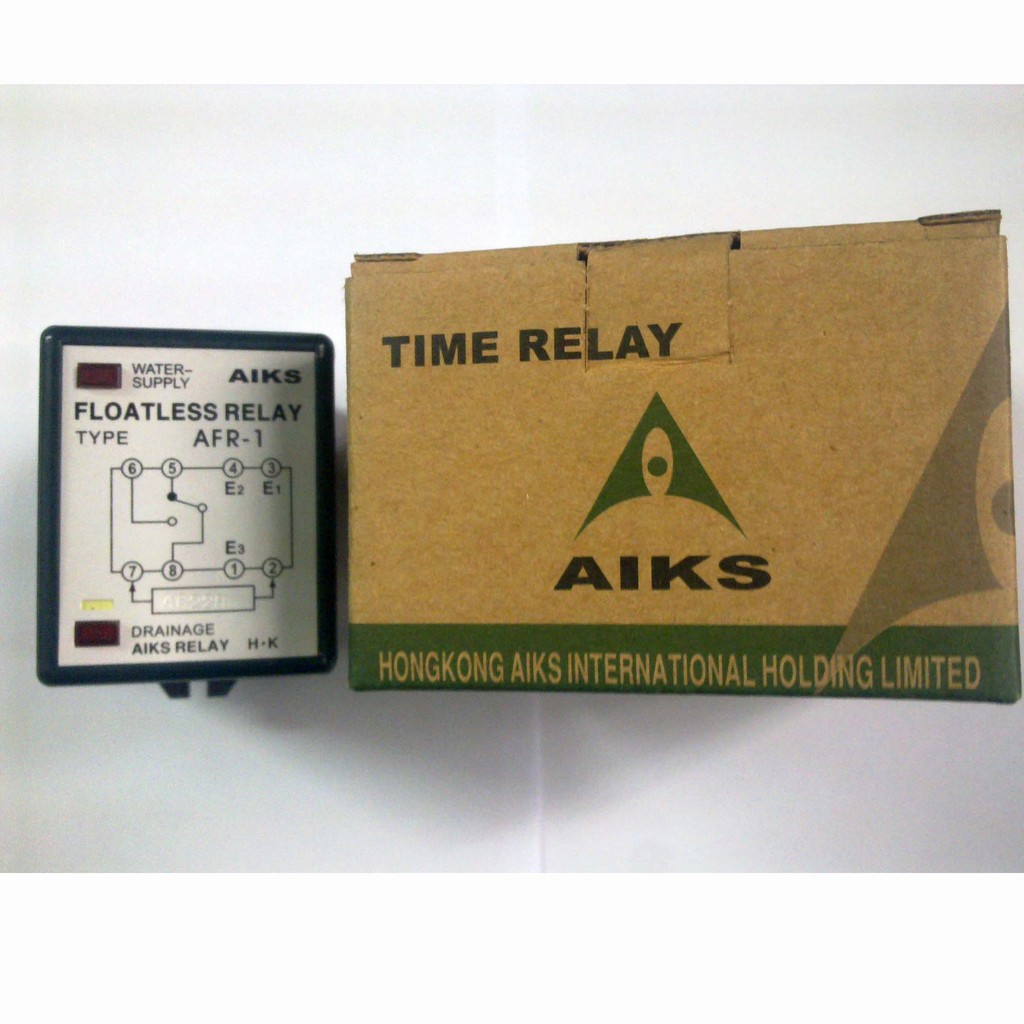 WATER-
SUPPLY
AIKS
FLOATLESS RELAY
TYPE AFR-1
6 5 4 3
E2 E1
E3
7 8 1 2
AC220
DRAINAGE
AIKS RELAY H·K
TIME RELAY
AIKS
HONGKONG AIKS INTERNATIONAL HOLDING LIMITED